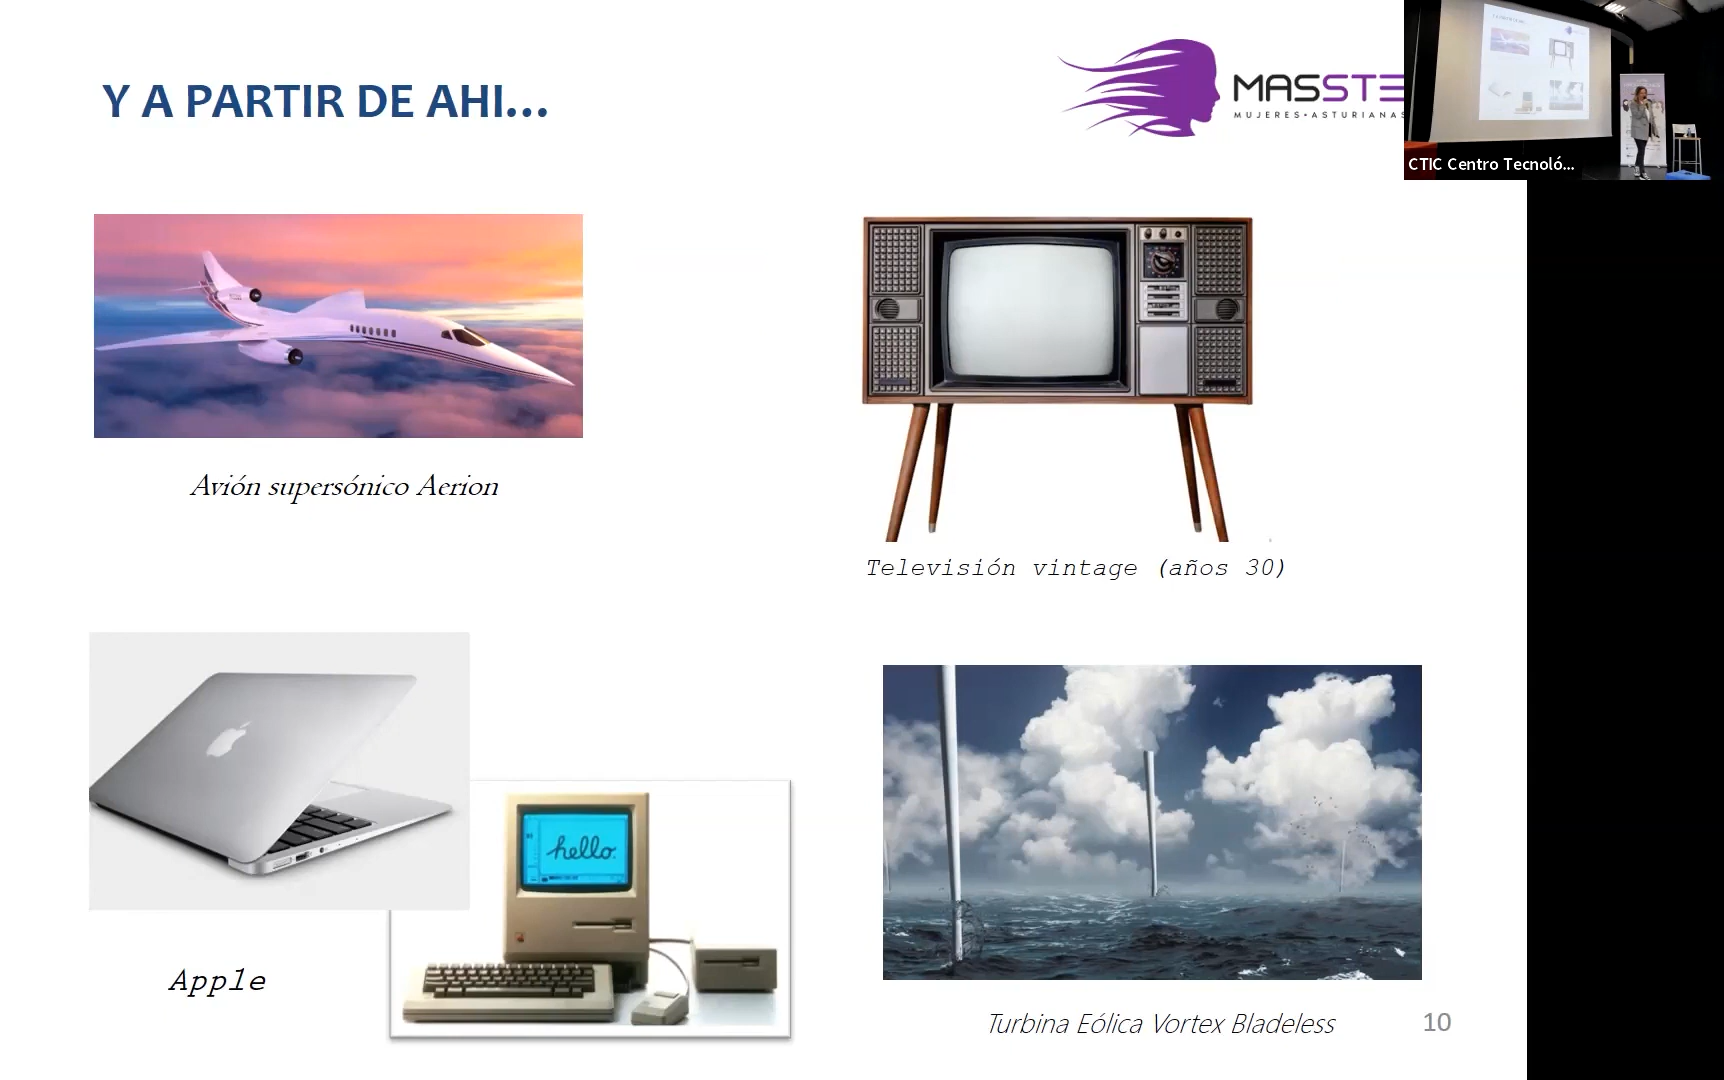 Y A PARTIR DE AHI...
MASSTE
MUJERES•ASTURIANAS
CTIC Centro Tecnoló...
Avión supersónico Aerion
Televisión vintage (años 30)
hello.
Apple
Turbina Eólica Vortex Bladeless
10